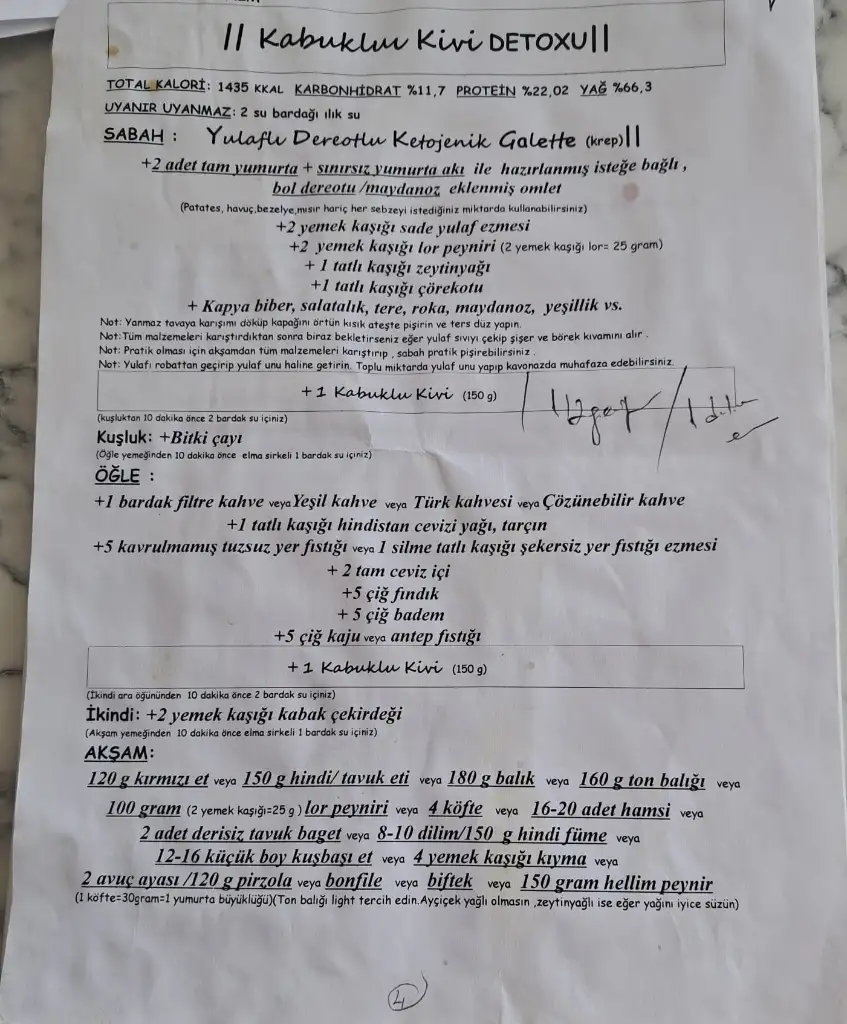 || Kabuklu Kivi DETOXU||
TOTAL KALORİ: 1435 KKAL KARBONHİDRAT %11,7 PROTEİN %22,02 YAĞ %66,3
UYANIR UYANMAZ: 2 su bardağı ılık su
SABAH : Yulaflı Dereotlu Ketojenik Galette (krep)||
+2 adet tam yumurta + sınırsız yumurta akı ile hazırlanmış isteğe bağlı ,
bol dereotu /maydanoz eklenmiş omlet
(Patates, havuç,bezelye,mısır hariç her sebzeyi istediğiniz miktarda kullanabilirsiniz)
+2 yemek kaşığı sade yulaf ezmesi
+2 yemek kaşığı lor peyniri (2 yemek kaşığı lor= 25 gram)
+ 1 tatlı kaşığı zeytinyağı
+1 tatlı kaşığı çörekotu
+ Kapya biber, salatalık, tere, roka, maydanoz, yeşillik vs.
Not: Yanmaz tavaya karışımı döküp kapağını örtün kısık ateşte pişirin ve ters düz yapın.
Not:Tüm malzemeleri karıştırdıktan sonra biraz bekletirseniz eğer yulaf sıvıyı çekip şişer ve börek kıvamını alır .
Not: Pratik olması için akşamdan tüm malzemeleri karıştırıp , sabah pratik pişirebilirsiniz .
Not: Yulafı robattan geçirip yulaf unu haline getirin. Toplu miktarda yulaf unu yapıp kavonazda muhafaza edebilirsiniz.
+1 Kabuklu Kivi (150 g)
(kuşluktan 10 dakika önce 2 bardak su içiniz)
Kuşluk: +Bitki çayı
(Öğle yemeğinden 10 dakika önce elma sirkeli 1 bardak su içiniz)
ÖĞLE :
+1 bardak filtre kahve veya Yeşil kahve veya Türk kahvesi veya Çözünebilir kahve
+1 tatlı kaşığı hindistan cevizi yağı, tarçın
+5 kavrulmamış tuzsuz yer fıstığı veya 1 silme tatlı kaşığı şekersiz yer fıstığı ezmesi
+ 2 tam ceviz içi
+5 çiğ fındık
+ 5 çiğ badem
+5 çiğ kaju veya antep fıstığı
+1 Kabuklu Kivi (150 g)
(İkindi ara öğününden 10 dakika önce 2 bardak su içiniz)
İkindi: +2 yemek kaşığı kabak çekirdeği
(Akşam yemeğinden 10 dakika önce elma sirkeli 1 bardak su içiniz)
AKŞAM:
120 g kırmızı et veya 150 g hindi/ tavuk eti veya 180 g balık veya 160 g ton balığı veya
100 gram (2 yemek kaşığı=25 g ) lor peyniri veya 4 köfte veya 16-20 adet hamsi veya
2 adet derisiz tavuk baget veya 8-10 dilim/150 g hindi füme veya
12-16 küçük boy kuşbaşı et veya 4 yemek kaşığı kıyma veya
2 avuç ayası /120 g pirzola veya bonfile veya biftek veya 150 gram hellim peynir
(1 köfte=30gram=1 yumurta büyüklüğü)(Ton balığı light tercih edin.Ayçiçek yağlı olmasın ,zeytinyağlı ise eğer yağını iyice süzün)
4